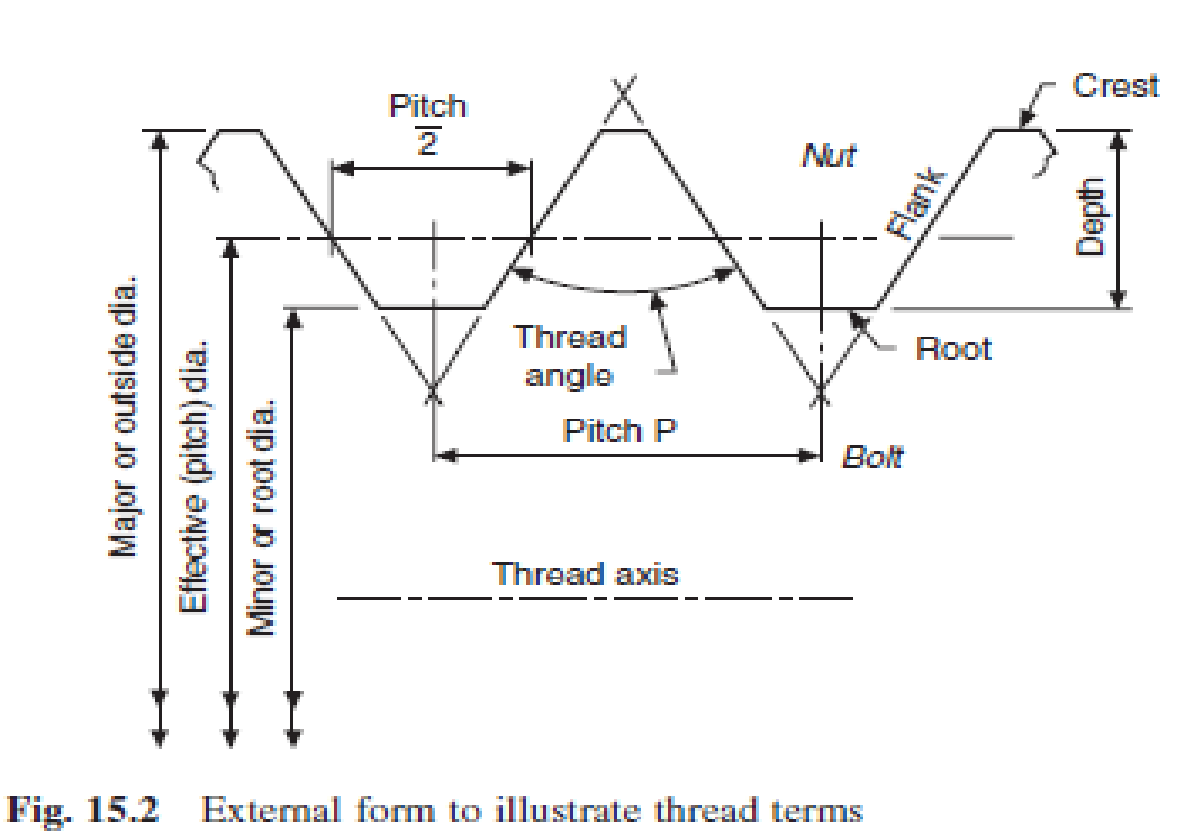 Crest
Pitch
2
Nut
Flank
Depth
Major or outside dia.
Effective (pitch) dia.
Minor or root dia.
Thread
angle
Root
Pitch P
Bolt
Thread axis
Fig. 15.2 External form to illustrate thread terms